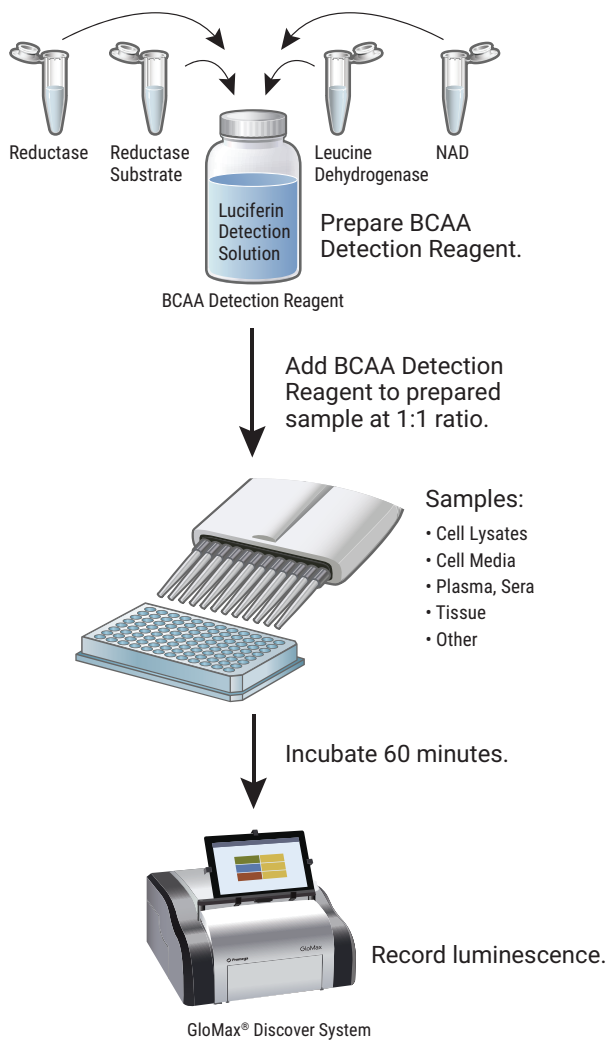 Reductase
Reductase
Substrate
Leucine
Dehydrogenase
NAD
Luciferin
Detection
Solution
Prepare BCAA
Detection Reagent.
BCAA Detection Reagent
Add BCAA Detection
Reagent to prepared
sample at 1:1 ratio.
Samples:
• Cell Lysates
• Cell Media
• Plasma, Sera
• Tissue
• Other
Incubate 60 minutes.
Promega
GloMax
Record luminescence.
GloMax® Discover System